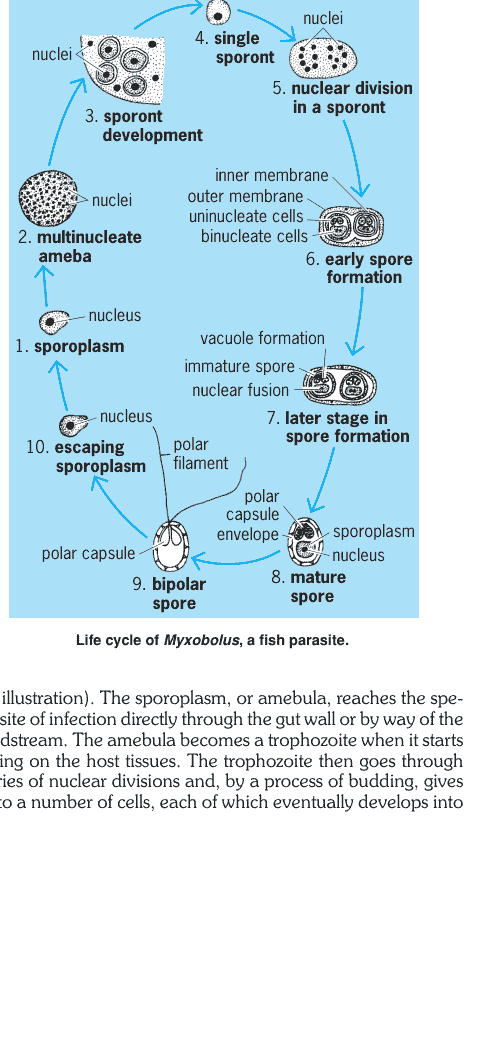 nuclei
4. single
sporont
nuclei
3. sporont
development
5. nuclear division
in a sporont
nuclei
2. multinucleate
ameba
inner membrane
outer membrane
uninucleate cells
binucleate cells
6. early spore
formation
nucleus
1. sporoplasm
vacuole formation
immature spore
nuclear fusion
7. later stage in
spore formation
nucleus
10. escaping
sporoplasm
polar
filament
polar
capsule
envelope
sporoplasm
nucleus
8. mature
spore
polar capsule
9. bipolar
spore
Life cycle of Myxobolus, a fish parasite.
illustration). The sporoplasm, or amebula, reaches the spe-
site of infection directly through the gut wall or by way of the
dstream. The amebula becomes a trophozoite when it starts
ing on the host tissues. The trophozoite then goes through
ries of nuclear divisions and, by a process of budding, gives
to a number of cells, each of which eventually develops into